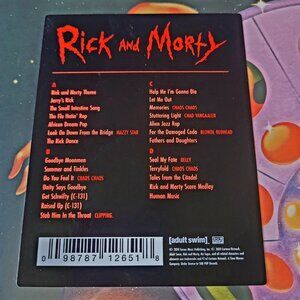 RICK AND MORTY
A
Rick and Morty Theme
Jerry's Rick
The Small Intestine Song
The Flu Hatin' Rap
African Dream Pop
Look On Down From the Bridge MAZZY STAR
The Rick Dance
B
Goodbye Moonmen
Summer and Tinkles
Do You Feel It CHAOS CHAOS
Unity Says Goodbye
Get Schwifty (C-131)
Raised Up (C-131)
Stab Him In the Throat CLIPPING.
C
Help Me I'm Gonna Die
Let Me Out
Memories CHAOS CHAOS
Stuttering Light CHAD VANGAALEN
Alien Jazz Rap
For the Damaged Coda BLONDE REDHEAD
Fathers and Daughters
D
Seal My Fate BELLY
Terryfold CHAOS CHAOS
Tales From the Citadel
Rick and Morty Score Medley
Human Music
0 98787 12651 8
[adult swim]